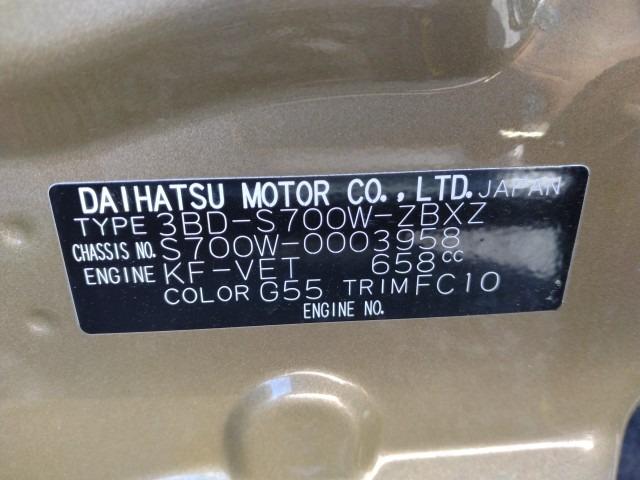 DAIHATSU MOTOR CO., LTD. JAPAN
TYPE 3BD-S700W-ZBXZ
CHASSIS NO. S700W-0003958
ENGINE KF-VET 658cc
COLOR G55 TRIM FC10
ENGINE NO.